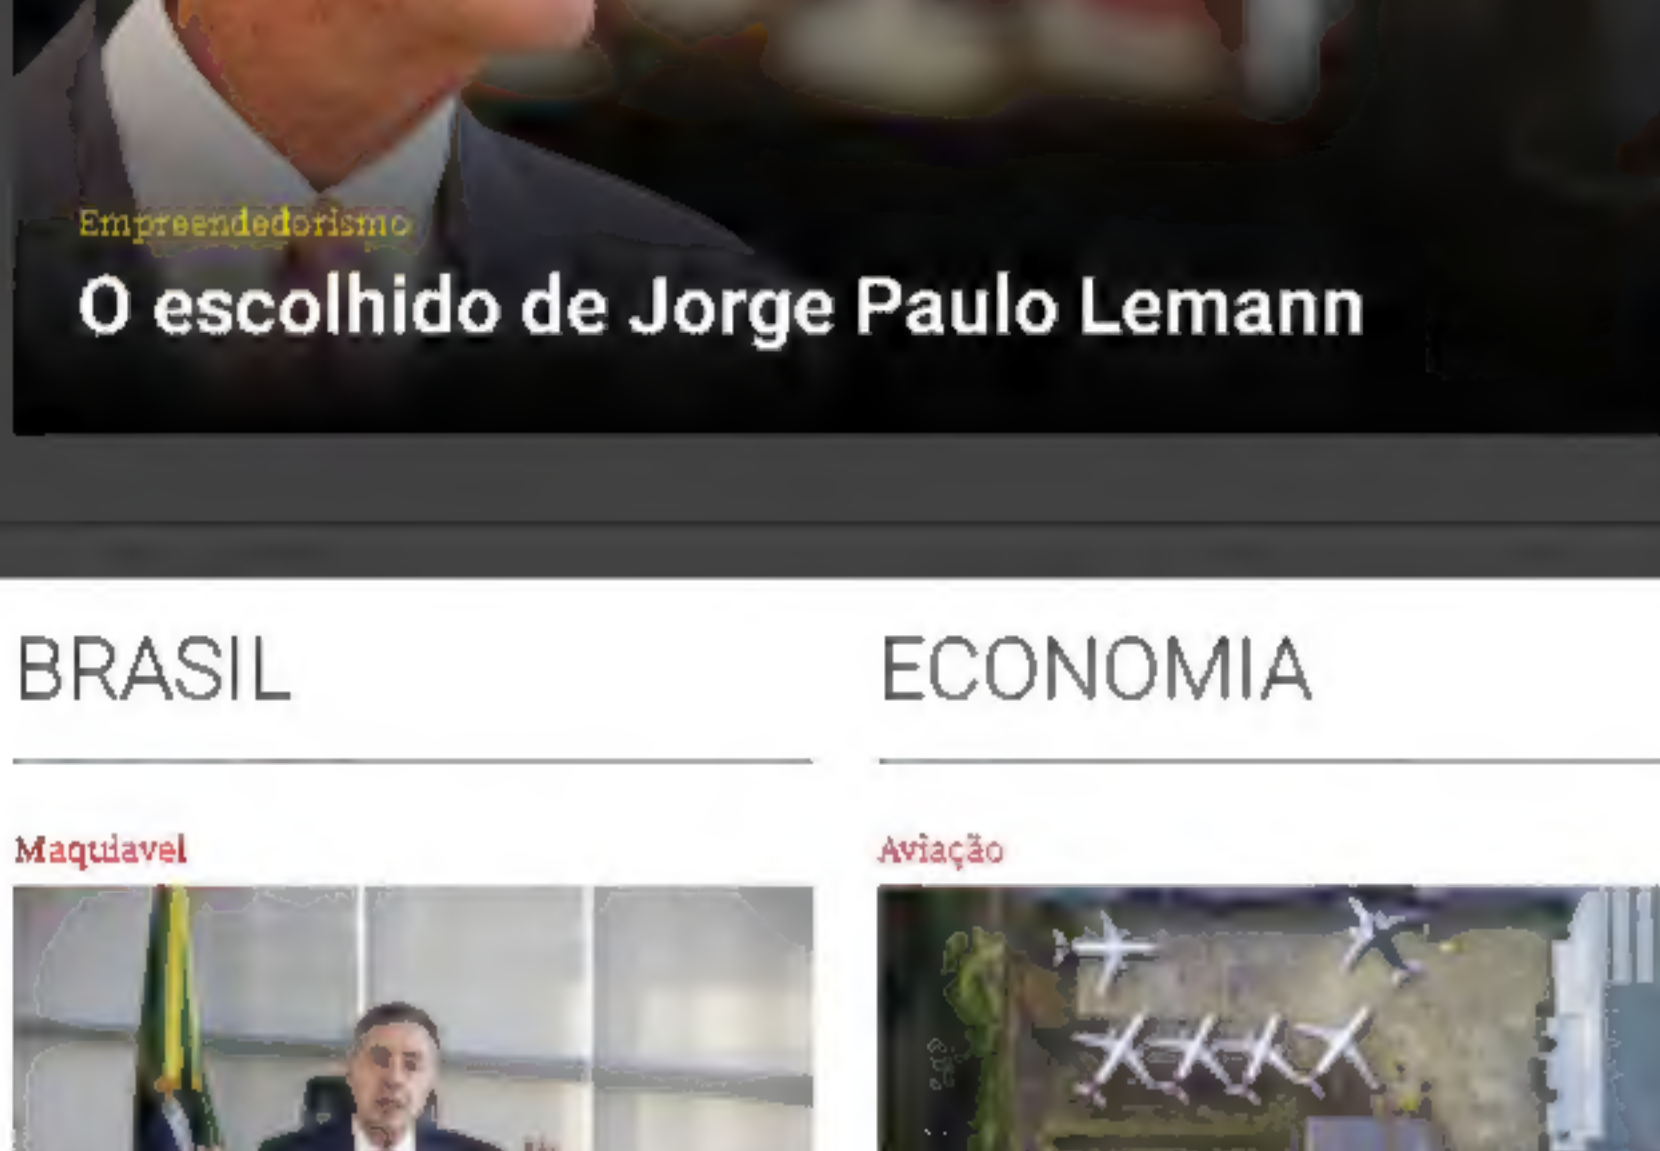 Empreendedorismo
O escolhido de Jorge Paulo Lemann
BRASIL
ECONOMIA
Maquiavel
Aviação